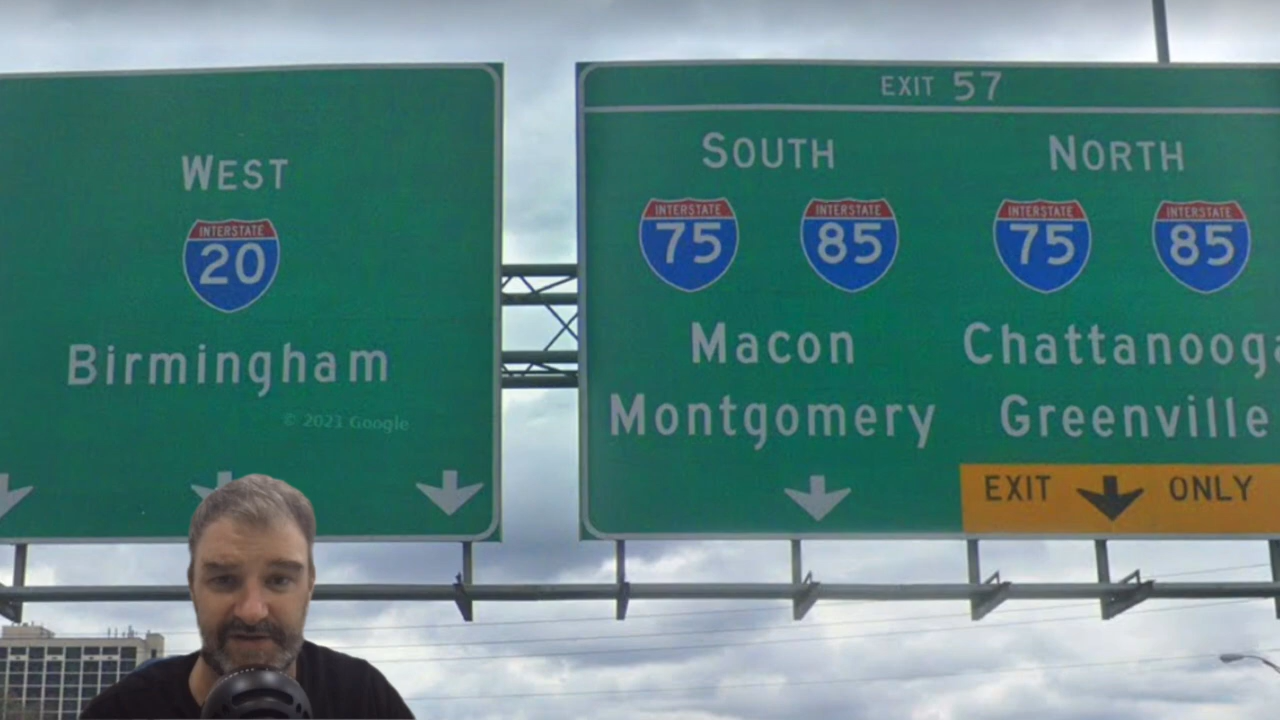 WEST
INTERSTATE
20
Birmingham
© 2021 Google
EXIT 57
SOUTH NORTH
INTERSTATE INTERSTATE INTERSTATE INTERSTATE
75 85 75 85
Macon Chattanooga
Montgomery Greenville
EXIT ONLY